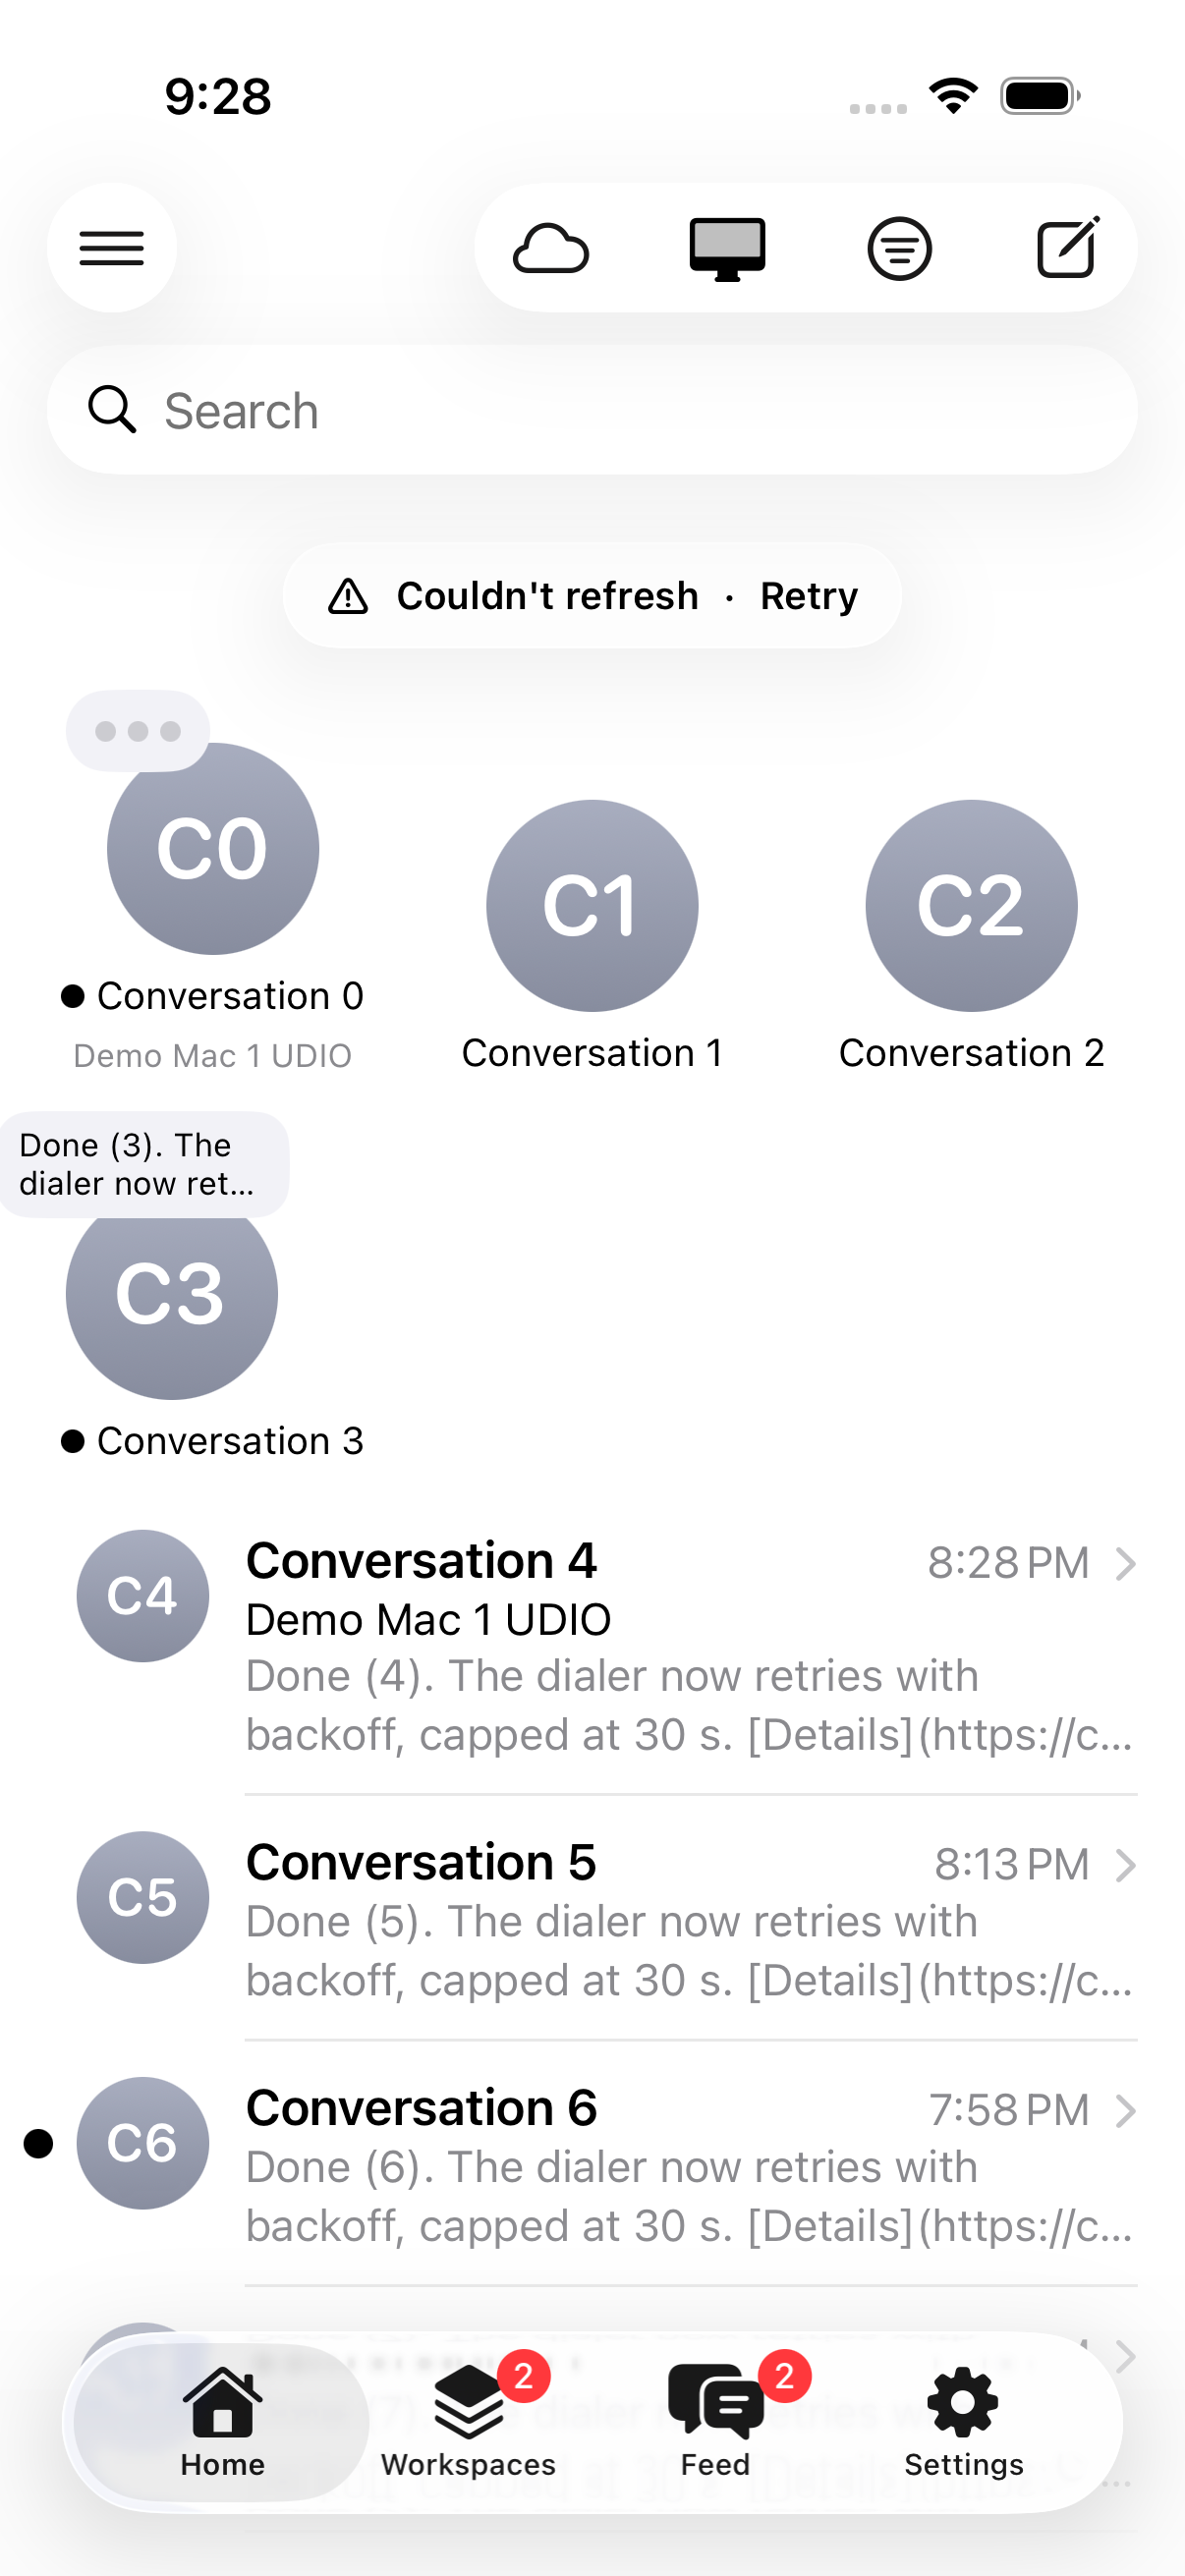 9:28
Search
Couldn't refresh · Retry
C0
C1
C2
Conversation 0
Demo Mac 1 UDIO
Conversation 1
Conversation 2
Done (3). The
dialer now ret...
C3
Conversation 3
C4
Conversation 4
8:28 PM
Demo Mac 1 UDIO
Done (4). The dialer now retries with
backoff, capped at 30 s. [Details](https://c...
C5
Conversation 5
8:13 PM
Done (5). The dialer now retries with
backoff, capped at 30 s. [Details](https://c...
C6
Conversation 6
7:58 PM
Done (6). The dialer now retries with
backoff, capped at 30 s. [Details](https://c...
2
2
Home
Workspaces
Feed
Settings